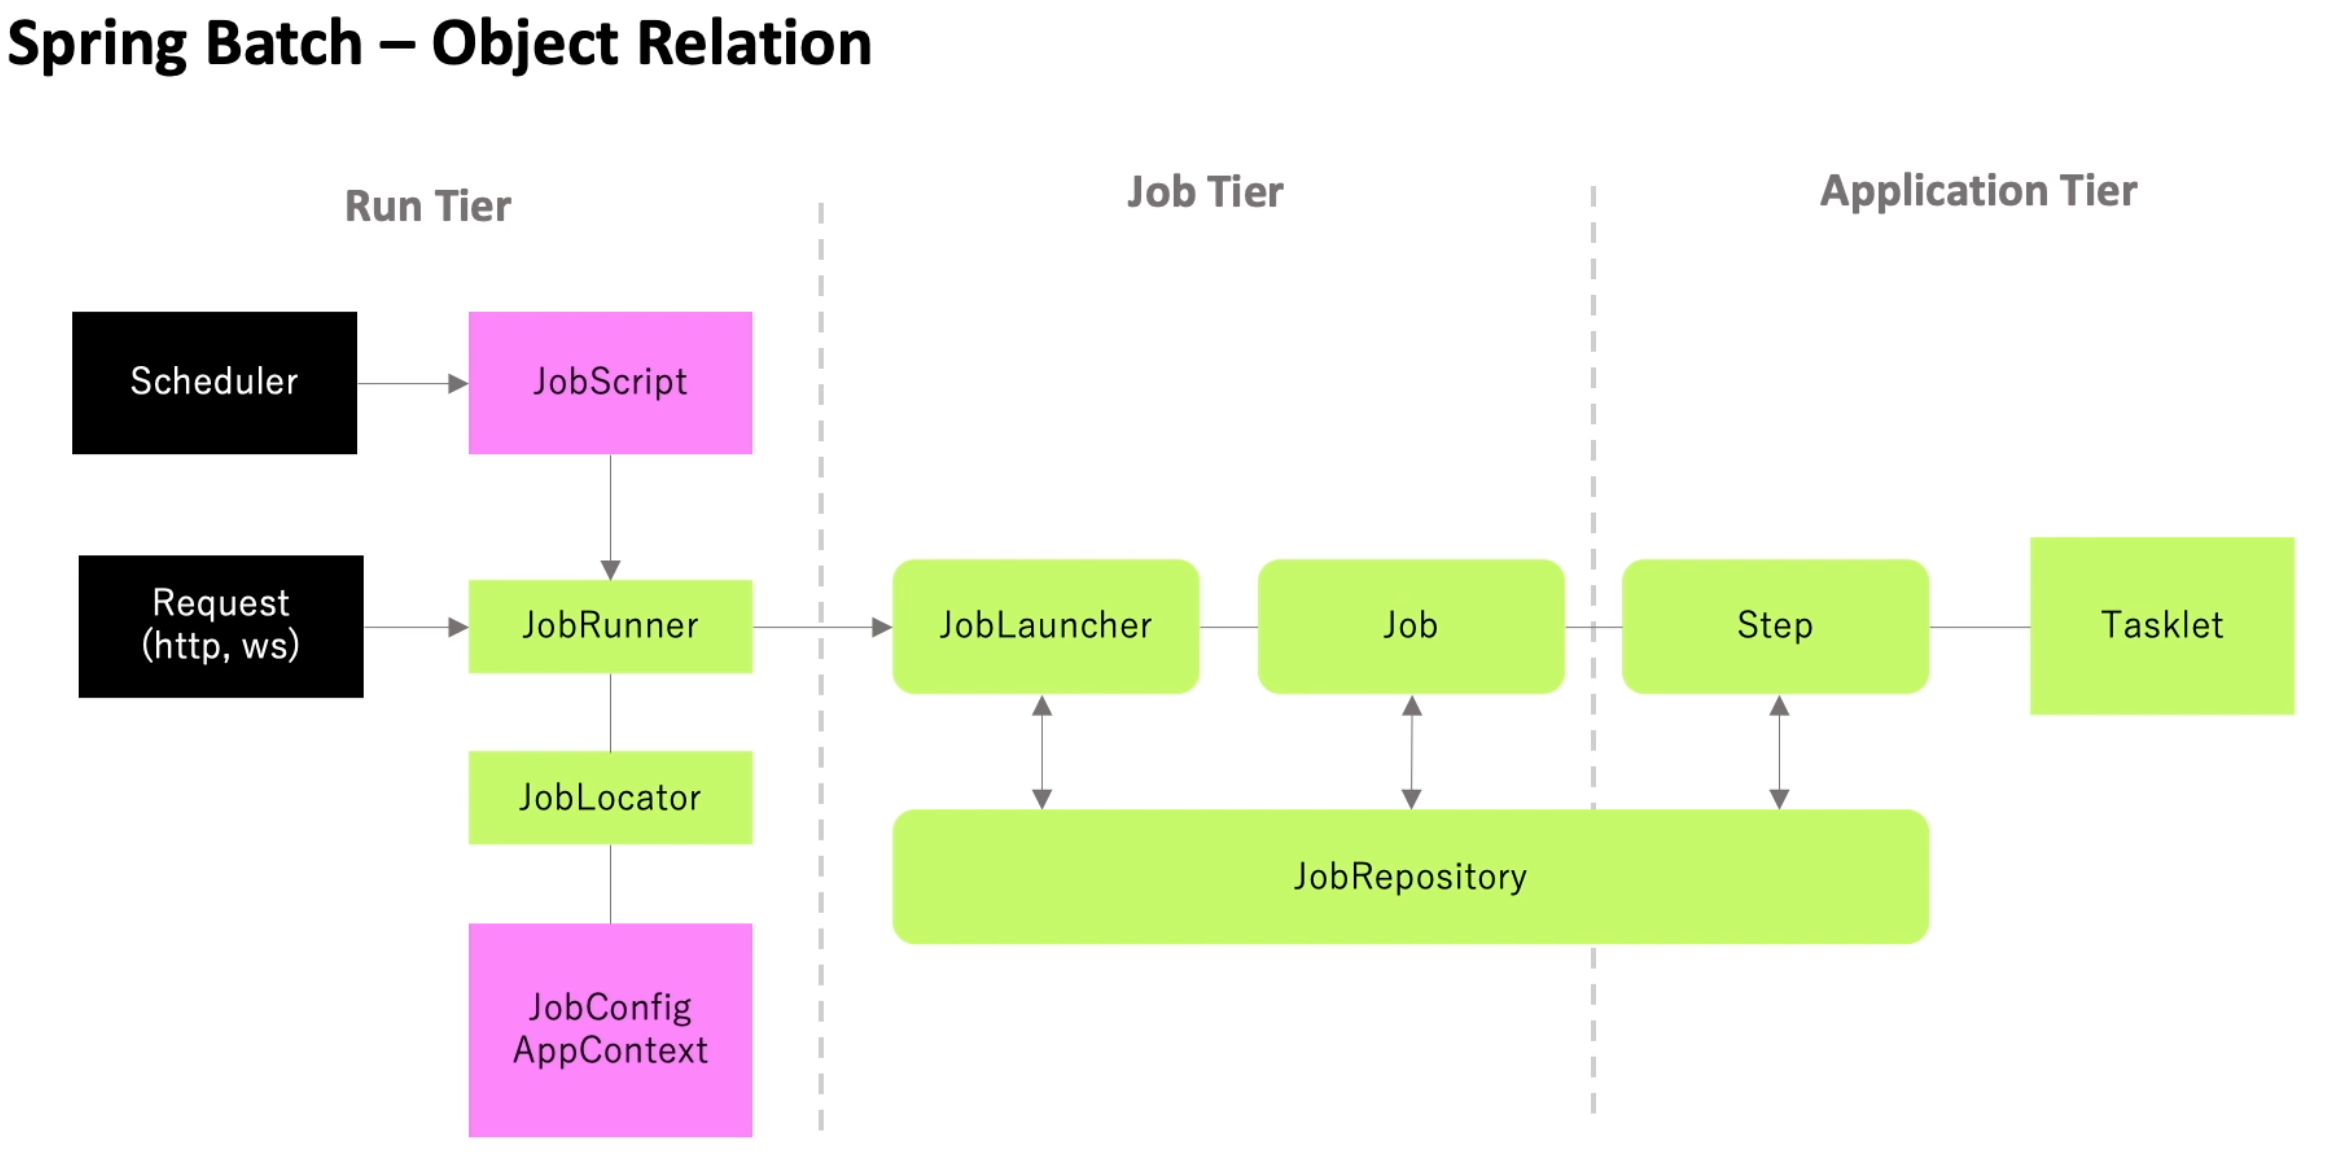 Spring Batch – Object Relation
Run Tier
Job Tier
Application Tier
Scheduler
JobScript
Request
(http, ws)
JobRunner
JobLauncher
Job
Step
Tasklet
JobLocator
JobRepository
JobConfig
AppContext